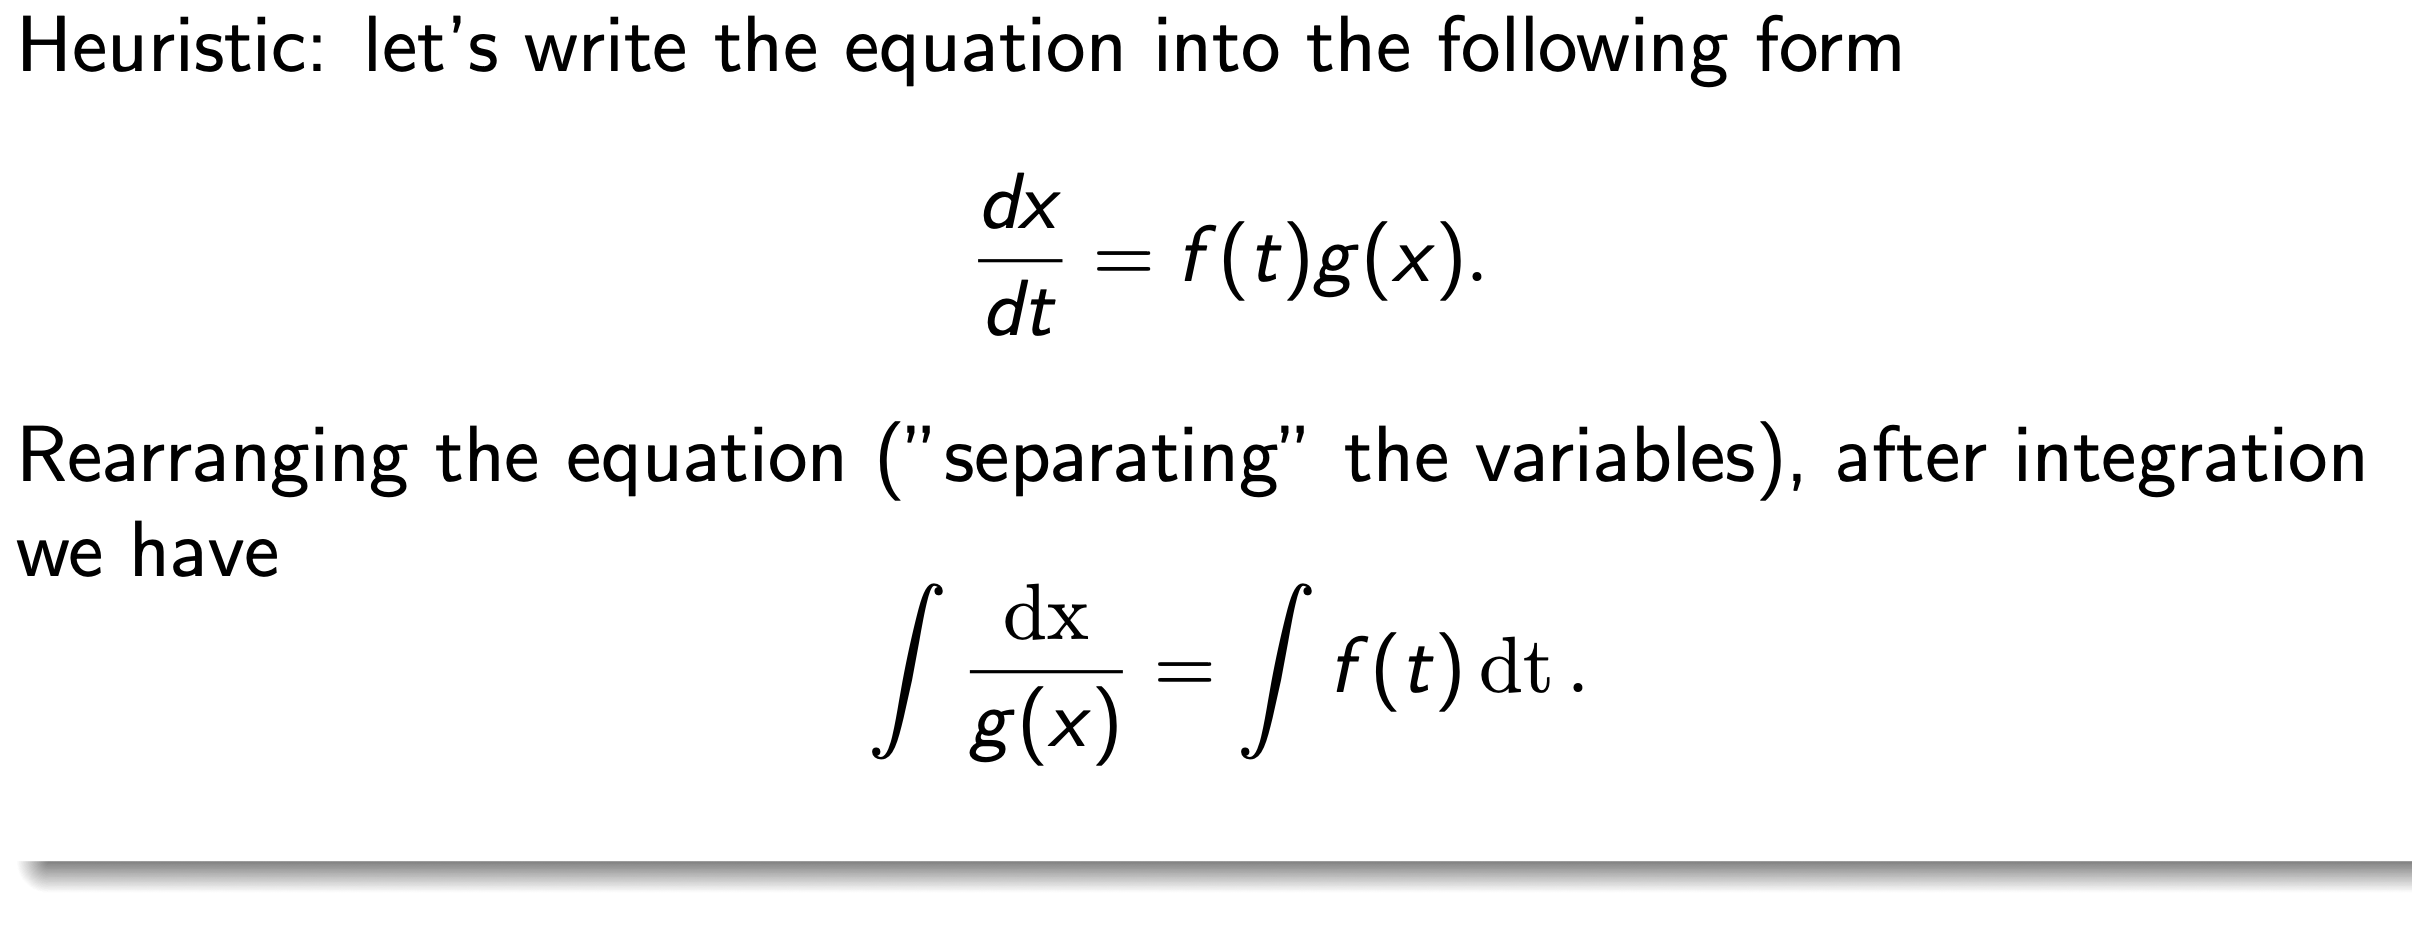 Heuristic: let's write the equation into the following form
dx/dt = f(t)g(x).
Rearranging the equation (”separating” the variables), after integration
we have
∫ dx/g(x) = ∫ f(t) dt .